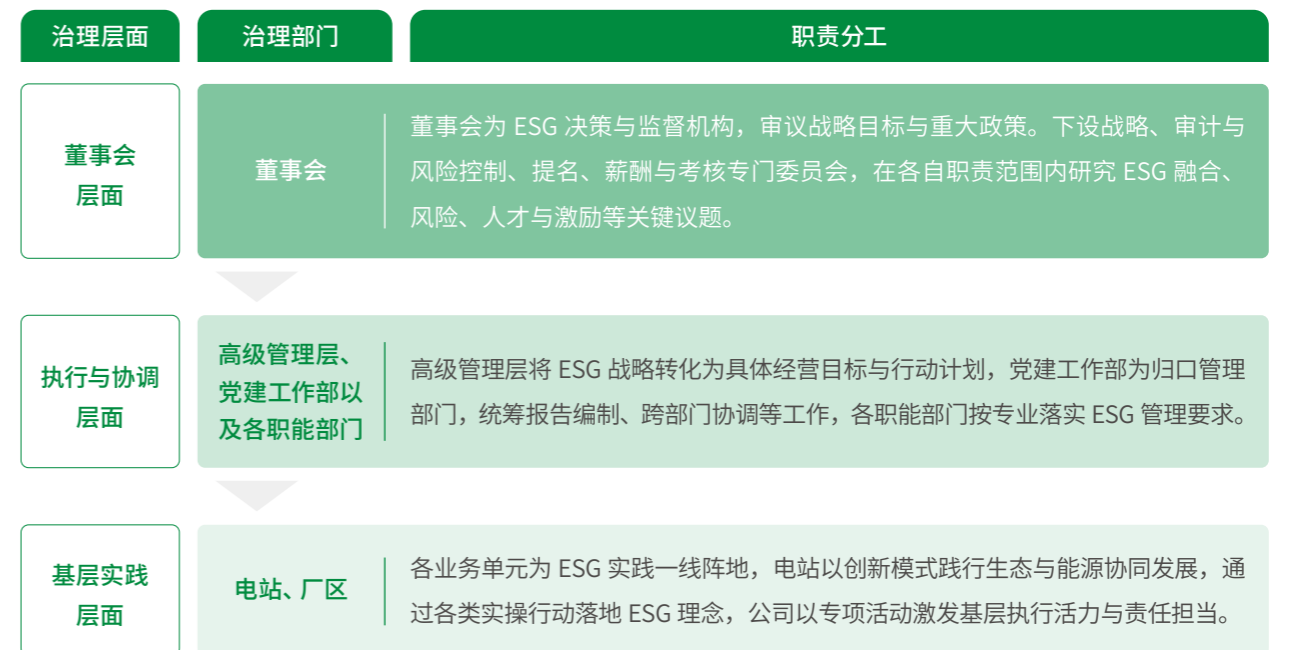 治理层面
治理部门
职责分工
董事会
层面
董事会
董事会为 ESG 决策与监督机构，审议战略目标与重大政策。下设战略、审计与
风险控制、提名、薪酬与考核专门委员会，在各自职责范围内研究 ESG 融合、
风险、人才与激励等关键议题。
执行与协调
层面
高级管理层、
党建工作部以
及各职能部门
高级管理层将 ESG 战略转化为具体经营目标与行动计划，党建工作部为归口管理
部门，统筹报告编制、跨部门协调等工作，各职能部门按专业落实 ESG 管理要求。
基层实践
层面
电站、厂区
各业务单元为 ESG 实践一线阵地，电站以创新模式践行生态与能源协同发展，通
过各类实操行动落地 ESG 理念，公司以专项活动激发基层执行活力与责任担当。